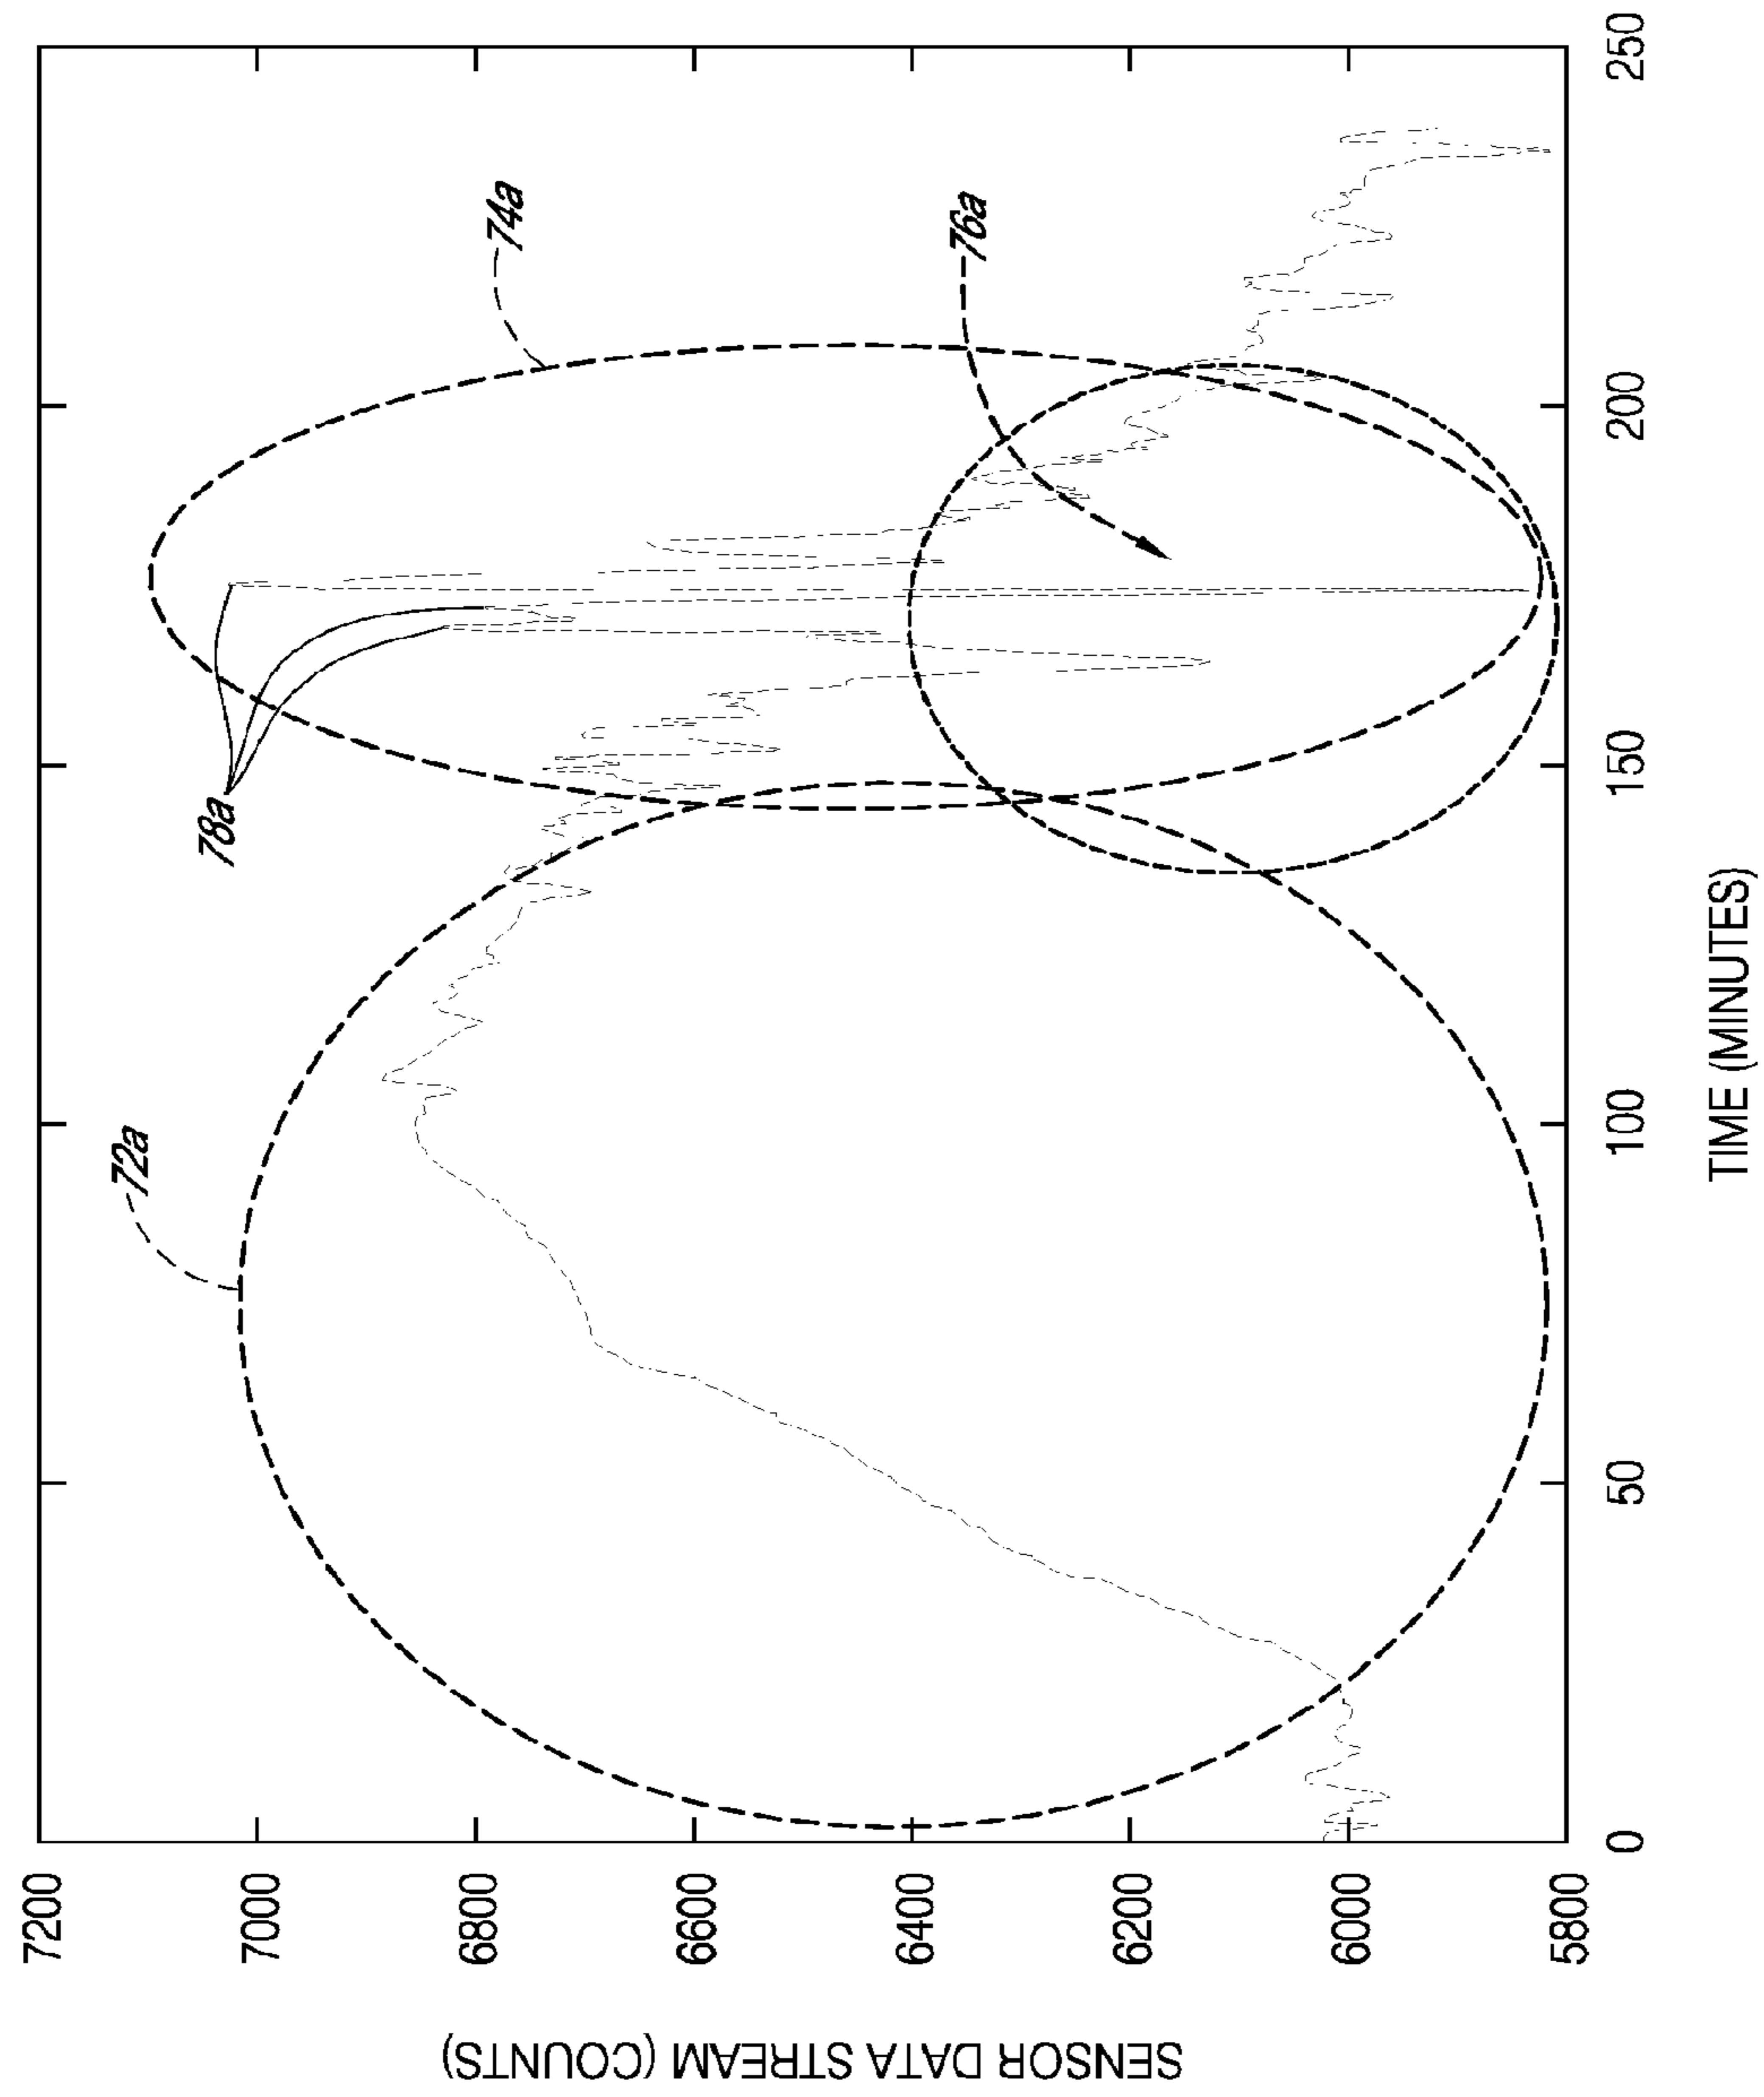 7200
7000
6800
6600
6400
6200
6000
5800
SENSOR DATA STREAM (COUNTS)
72a
78a
74a
76a
0
50
100
150
200
250
TIME (MINUTES)